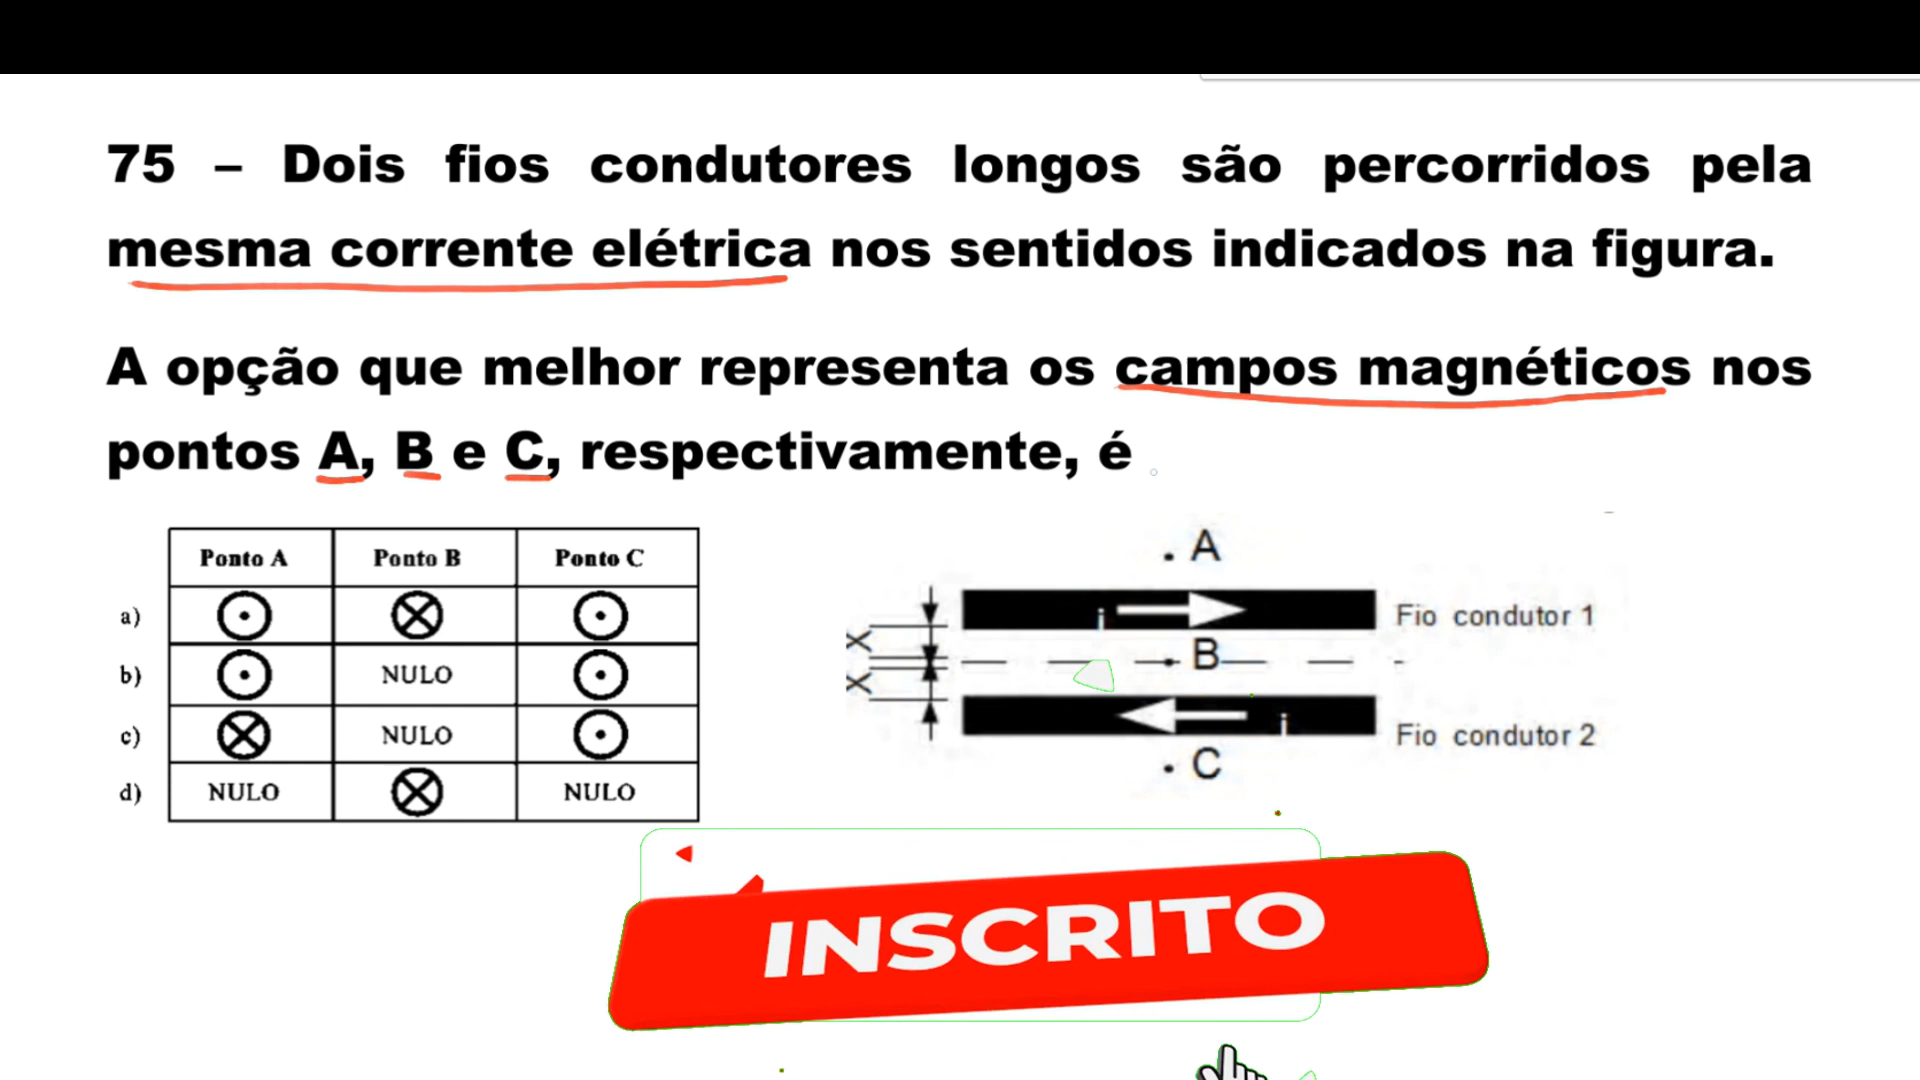 75 – Dois fios condutores longos são percorridos pela
mesma corrente elétrica nos sentidos indicados na figura.
A opção que melhor representa os campos magnéticos nos
pontos A, B e C, respectivamente, é
Ponto A Ponto B Ponto C
a)
b) NULO
c) NULO
d) NULO NULO
A
i Fio condutor 1
X
B
X
i Fio condutor 2
C
INSCRITO